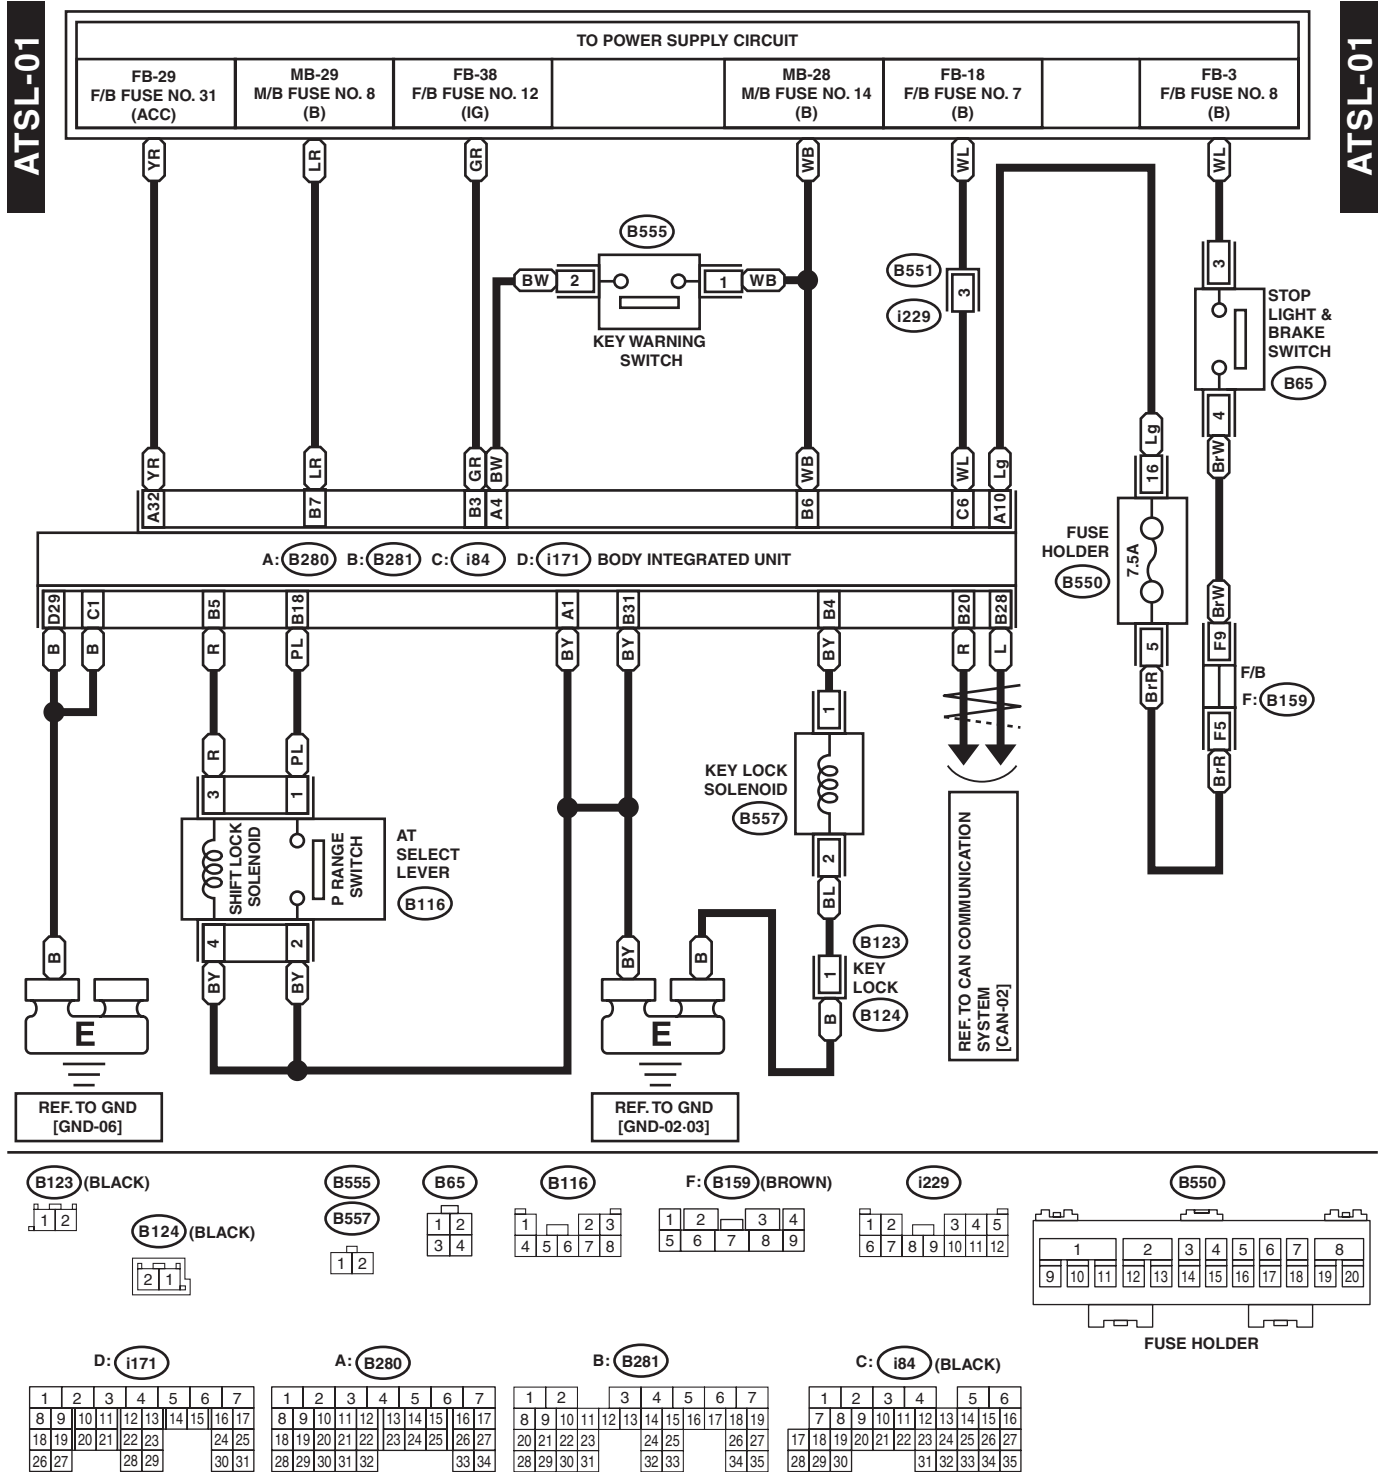 ATSL-01
ATSL-01
TO POWER SUPPLY CIRCUIT
FB-29
F/B FUSE NO. 31
(ACC)
MB-29
M/B FUSE NO. 8
(B)
FB-38
F/B FUSE NO. 12
(IG)
MB-28
M/B FUSE NO. 14
(B)
FB-18
F/B FUSE NO. 7
(B)
FB-3
F/B FUSE NO. 8
(B)
YR
LR
GR
WB
WL
WL
B555
BW
2
1
WB
KEY WARNING
SWITCH
B551
3
i229
3
STOP
LIGHT &
BRAKE
SWITCH
B65
4
BrW
YR
LR
GR
BW
WB
WL
Lg
A32
B7
B3
A4
B6
C6
A10
Lg
16
FUSE
HOLDER
B550
7.5A
5
BrR
BrW
F9
F/B
F: B159
F5
BrR
A: B280 B: B281 C: i84 D: i171 BODY INTEGRATED UNIT
D29
C1
B5
B18
A1
B31
B4
B20
B28
B
B
R
PL
BY
BY
BY
R
L
R
PL
3
1
SHIFT LOCK
SOLENOID
P RANGE
SWITCH
AT
SELECT
LEVER
B116
4
2
BY
BY
1
KEY LOCK
SOLENOID
B557
2
BL
B123
1
KEY
LOCK
B124
B
REF. TO CAN COMMUNICATION
SYSTEM
[CAN-02]
B
BY
B
E
E
REF. TO GND
[GND-06]
REF. TO GND
[GND-02·03]
B123 (BLACK)
1 2
B124 (BLACK)
2 1
B555
B557
1 2
B65
1 2
3 4
B116
1 2 3
4 5 6 7 8
F: B159 (BROWN)
1 2 3 4
5 6 7 8 9
i229
1 2 3 4 5
6 7 8 9 10 11 12
B550
1 2 3 4 5 6 7 8
9 10 11 12 13 14 15 16 17 18 19 20
FUSE HOLDER
D: i171
1 2 3 4 5 6 7
8 9 10 11 12 13 14 15 16 17
18 19 20 21 22 23 24 25
26 27 28 29 30 31
A: B280
1 2 3 4 5 6 7
8 9 10 11 12 13 14 15 16 17
18 19 20 21 22 23 24 25 26 27
28 29 30 31 32 33 34
B: B281
1 2 3 4 5 6 7
8 9 10 11 12 13 14 15 16 17 18 19
20 21 22 23 24 25 26 27
28 29 30 31 32 33 34 35
C: i84 (BLACK)
1 2 3 4 5 6
7 8 9 10 11 12 13 14 15 16
17 18 19 20 21 22 23 24 25 26 27
28 29 30 31 32 33 34 35